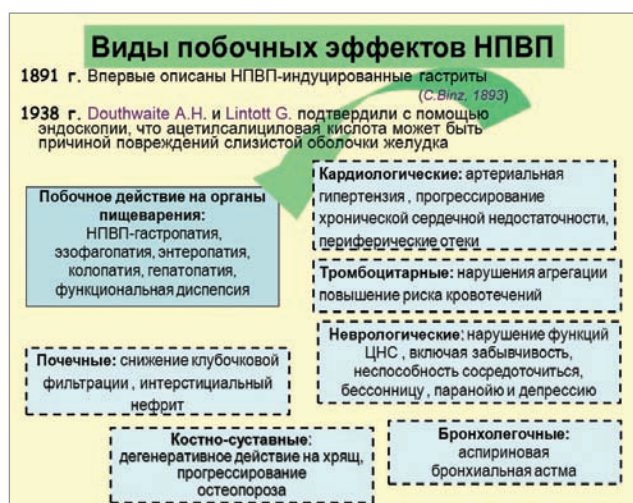 Виды побочных эффектов НПВП
1891 г. Впервые описаны НПВП-индуцированные гастриты
(C.Binz, 1893)
1938 г. Douthwaite A.H. и Lintott G. подтвердили с помощью
эндоскопии, что ацетилсалициловая кислота может быть
причиной повреждений слизистой оболочки желудка
Побочное действие на органы
пищеварения:
НПВП-гастропатия,
эзофагопатия, энтеропатия,
колопатия, гепатопатия,
функциональная диспепсия
Кардиологические: артериальная
гипертензия , прогрессирование
хронической сердечной недостаточности,
периферические отеки
Тромбоцитарные: нарушения агрегации
повышение риска кровотечений
Неврологические: нарушение функций
ЦНС , включая забывчивость,
неспособность сосредоточиться,
бессонницу , паранойю и депрессию
Почечные: снижение клубочковой
фильтрации , интерстициальный
нефрит
Костно-суставные:
дегенеративное действие на хрящ,
прогрессирование
остеопороза
Бронхолегочные:
аспириновая
бронхиальная астма